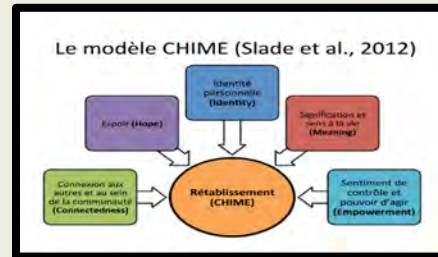 Le modèle CHIME (Slade et al., 2012)
Identité
personnelle
(Identity)
Espoir (Hope)
Signification et
sens à la vie
(Meaning)
Connexion aux
autres et au sein
de la communauté
(Connectedness)
Rétablissement
(CHIME)
Sentiment de
contrôle et
pouvoir d'agir
(Empowerment)